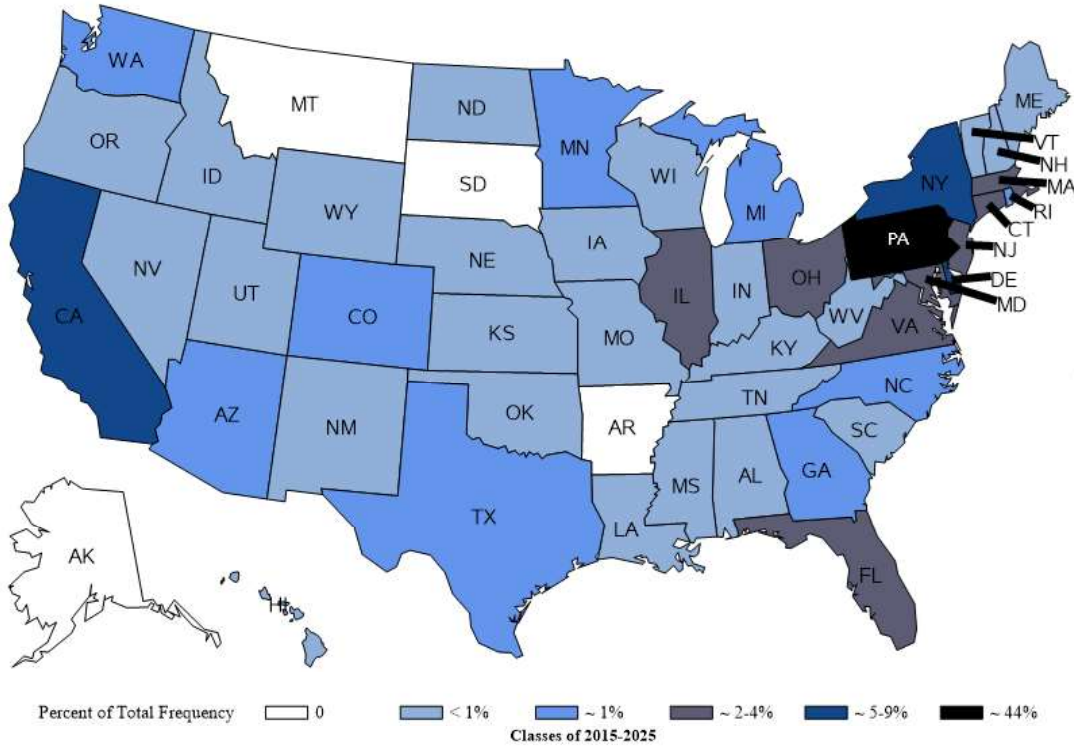 WA
MT
ND
ME
OR
MN
VT
ID
SD
WI
NH
NY
MA
WY
MI
RI
CT
IA
PA
NE
NJ
NV
OH
UT
IL
IN
DE
CA
CO
WV
MD
KS
MO
VA
KY
NC
TN
AZ
OK
NM
AR
SC
MS
AL
GA
TX
LA
AK
FL
HI
Percent of Total Frequency 0 < 1% ~ 1% ~ 2-4% ~ 5-9% ~ 44%
Classes of 2015-2025